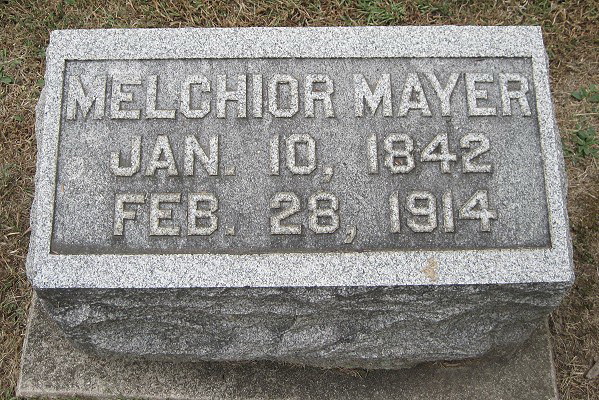 MELCHIOR MAYER
JAN. 10, 1842
FEB. 28, 1914